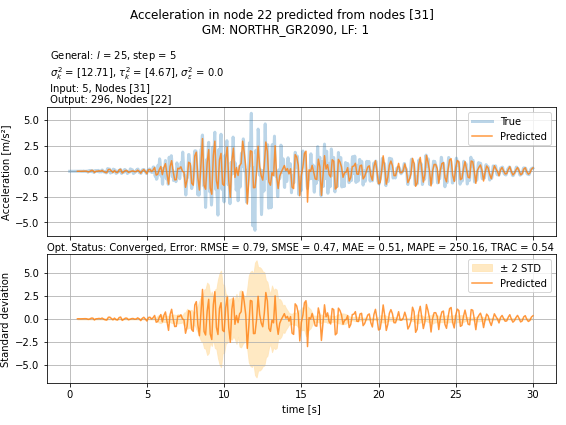 Acceleration in node 22 predicted from nodes [31]
GM: NORTHR_GR2090, LF: 1
General: l = 25, step = 5
σ²ₖ = [12.71], τ²ₖ = [4.67], σ²ε = 0.0
Input: 5, Nodes [31]
Output: 296, Nodes [22]
Acceleration [m/s²]
5.0
2.5
0.0
−2.5
−5.0
True
Predicted
Opt. Status: Converged, Error: RMSE = 0.79, SMSE = 0.47, MAE = 0.51, MAPE = 250.16, TRAC = 0.54
Standard deviation
5.0
2.5
0.0
−2.5
−5.0
± 2 STD
Predicted
0
5
10
15
20
25
30
time [s]